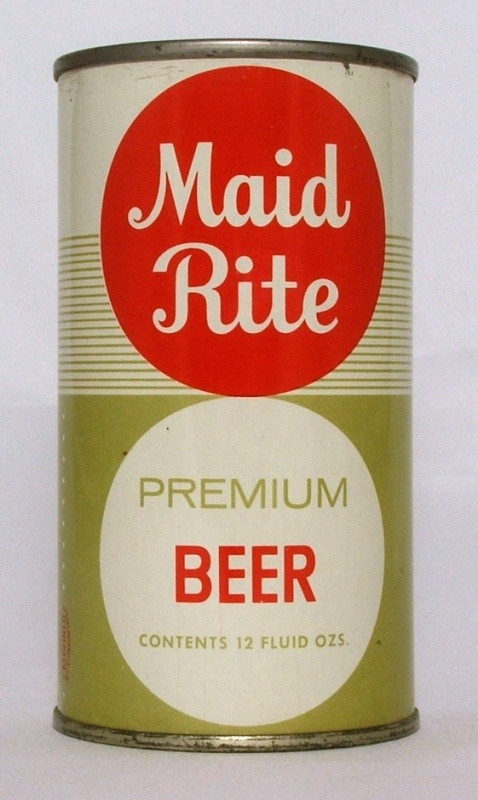 Maid
Rite
PREMIUM
BEER
CONTENTS 12 FLUID OZS.